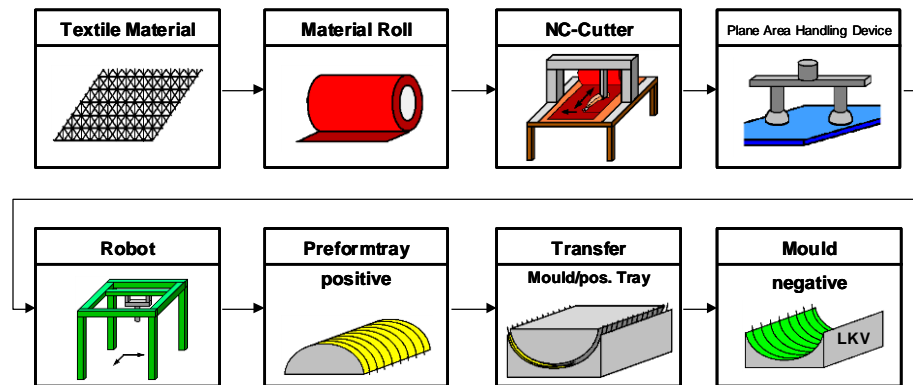 Textile Material
Material Roll
NC-Cutter
Plane Area Handling Device
Robot
Preformtray
positive
Transfer
Mould/pos. Tray
Mould
negative
LKV